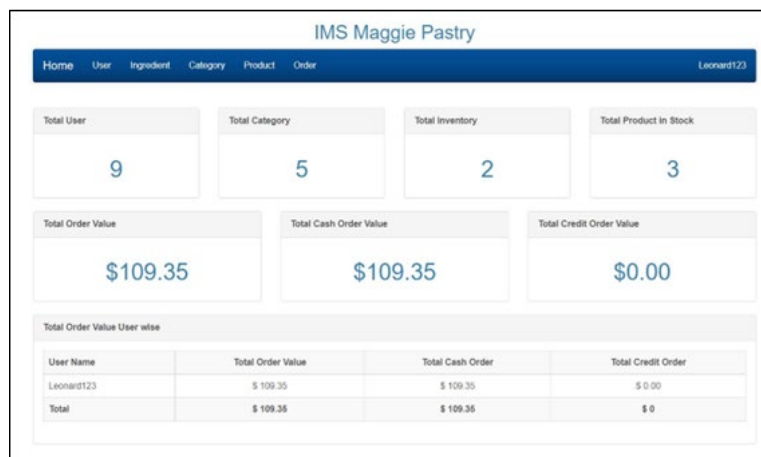 IMS Maggie Pastry
Home User Ingredient Category Product Order Leonard123
Total User Total Category Total Inventory Total Product in Stock
9 5 2 3
Total Order Value Total Cash Order Value Total Credit Order Value
$109.35 $109.35 $0.00
Total Order Value User wise
User Name Total Order Value Total Cash Order Total Credit Order
Leonard123 $ 109.35 $ 109.35 $ 0.00
Total $ 109.35 $ 109.35 $ 0